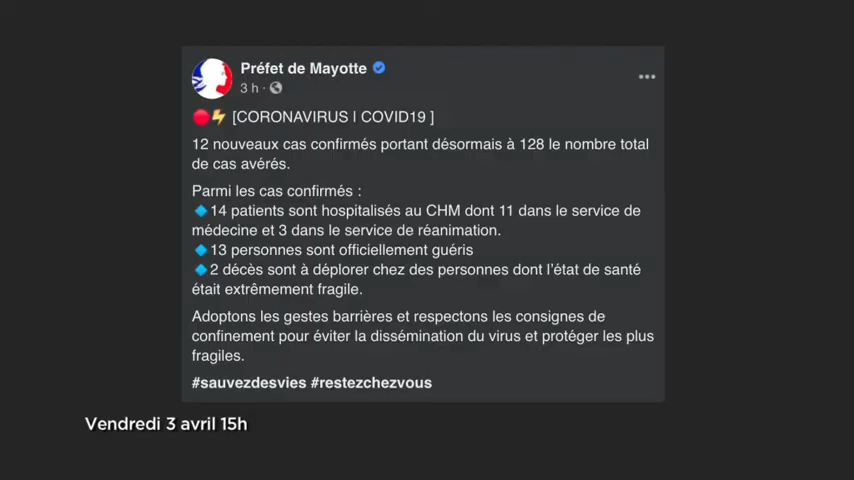 Préfet de Mayotte
3 h ·
[CORONAVIRUS | COVID19 ]
12 nouveaux cas confirmés portant désormais à 128 le nombre total
de cas avérés.
Parmi les cas confirmés :
🔷14 patients sont hospitalisés au CHM dont 11 dans le service de
médecine et 3 dans le service de réanimation.
🔷13 personnes sont officiellement guéris
🔷2 décès sont à déplorer chez des personnes dont l'état de santé
était extrêmement fragile.
Adoptons les gestes barrières et respectons les consignes de
confinement pour éviter la dissémination du virus et protéger les plus
fragiles.
#sauvezdesvies #restezchezvous
Vendredi 3 avril 15h